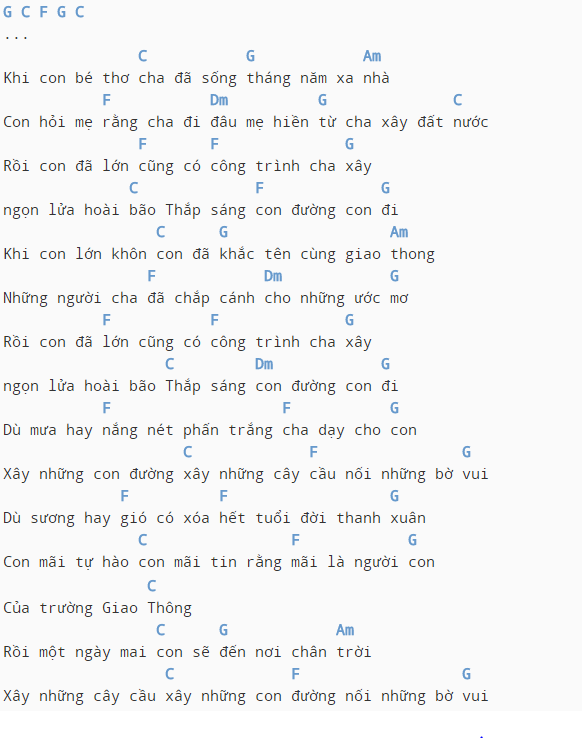 G C F G C
...
C G Am
Khi con bé thơ cha đã sống tháng năm xa nhà
F Dm G C
Con hỏi mẹ rằng cha đi đâu mẹ hiền từ cha xây đất nước
F F G
Rồi con đã lớn cũng có công trình cha xây
C F G
ngọn lửa hoài bão Thắp sáng con đường con đi
C G Am
Khi con lớn khôn con đã khắc tên cùng giao thong
F Dm G
Những người cha đã chắp cánh cho những ước mơ
F F G
Rồi con đã lớn cũng có công trình cha xây
C Dm G
ngọn lửa hoài bão Thắp sáng con đường con đi
F F G
Dù mưa hay nắng nét phấn trắng cha dạy cho con
C F G
Xây những con đường xây những cây cầu nối những bờ vui
F F G
Dù sương hay gió có xóa hết tuổi đời thanh xuân
C F G
Con mãi tự hào con mãi tin rằng mãi là người con
C
Của trường Giao Thông
C G Am
Rồi một ngày mai con sẽ đến nơi chân trời
C F G
Xây những cây cầu xây những con đường nối những bờ vui